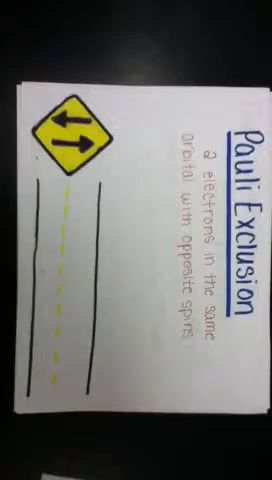 Pauli Exclusion
2 electrons in the same
orbital with opposite spins